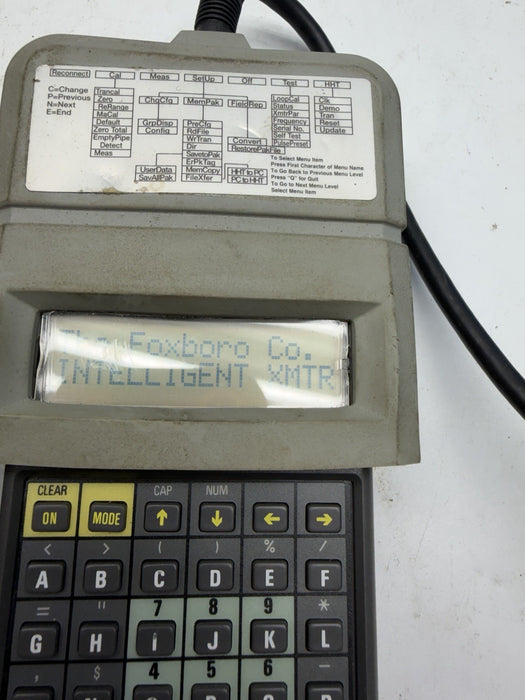 Reconnect Cal Meas SetUp Off Test HHT
C=Change
P=Previous
N=Next
E=End
Trancal
Zero
ReRange
MaCal
Default
Zero Total
EmptyPipe
Detect
Meas
ChgCfg
GrpDisp
Config
UserData
SavAllPak
MemPak
PreCfg
RdFile
WrTran
Dir
SavetoPak
ErPkTag
MemCopy
FileXfer
FieldRep
Convert
RestorePakFile
HHT to PC
PC to HHT
LoopCal
Status
XmtrPar
Frequency
Serial No.
Self Test
PulsePreset
Clk
Demo
Tran
Reset
Update
To Select Menu Item
Press First Character of Menu Name
To Go Back to Previous Menu Level
Press "Q" for Quit
To Go to Next Menu Level
Select Menu Item
The Foxboro Co.
INTELLIGENT XMTR
CLEAR CAP NUM
ON MODE ↑ ↓ ← →
< > ( ) % /
A B C D E F
= " 7 8 9 *
G H I J K L
, $ 4 5 6 –